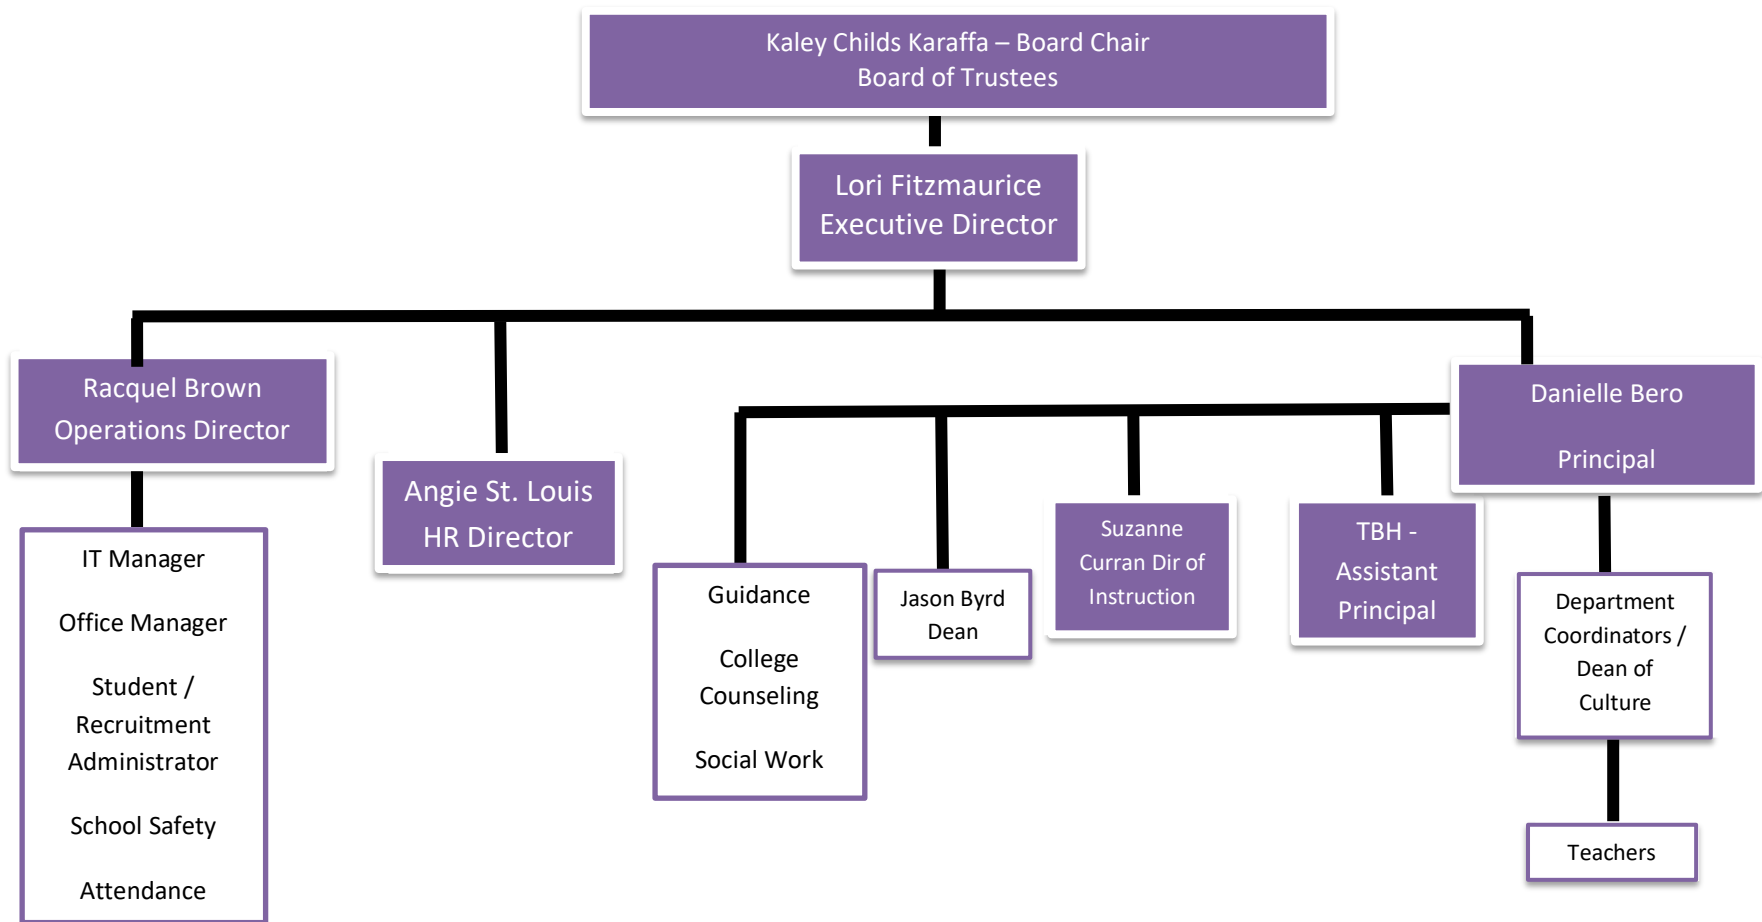 Kaley Childs Karaffa – Board Chair
Board of Trustees
Lori Fitzmaurice
Executive Director
Racquel Brown
Operations Director
Angie St. Louis
HR Director
Danielle Bero
Principal
IT Manager
Office Manager
Student /
Recruitment
Administrator
School Safety
Attendance
Guidance
College
Counseling
Social Work
Jason Byrd
Dean
Suzanne
Curran Dir of
Instruction
TBH -
Assistant
Principal
Department
Coordinators /
Dean of
Culture
Teachers